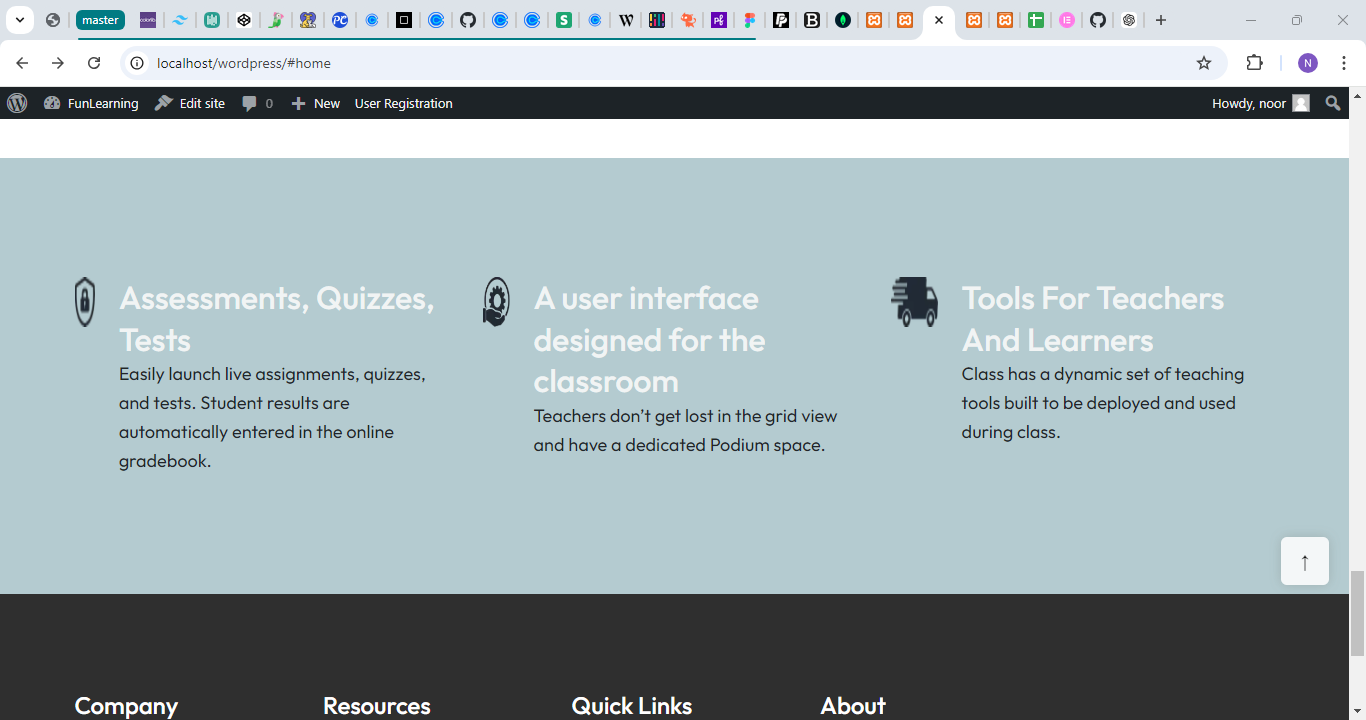 master
localhost/wordpress/#home
N
FunLearning
Edit site
0
New
User Registration
Howdy, noor
Assessments, Quizzes,
Tests
Easily launch live assignments, quizzes,
and tests. Student results are
automatically entered in the online
gradebook.
A user interface
designed for the
classroom
Teachers don’t get lost in the grid view
and have a dedicated Podium space.
Tools For Teachers
And Learners
Class has a dynamic set of teaching
tools built to be deployed and used
during class.
↑
Company
Resources
Quick Links
About